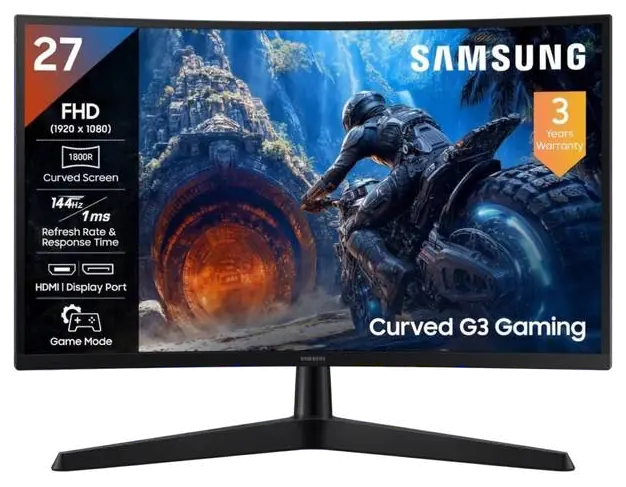 27
SAMSUNG
FHD
(1920 x 1080)
1800R
Curved Screen
144Hz
1ms
Refresh Rate &
Response Time
HDMI | Display Port
Game Mode
3
Years
Warranty
Curved G3 Gaming
SAMSUNG